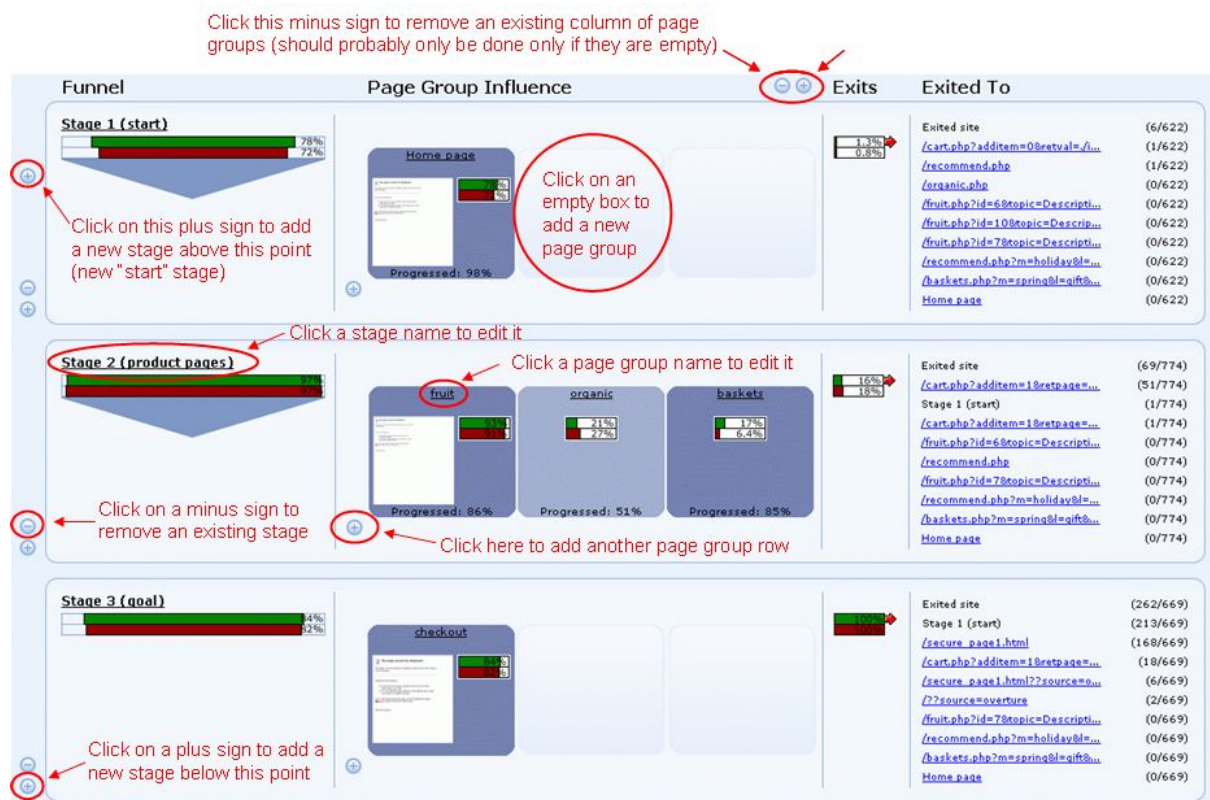 Click this minus sign to remove an existing column of page
groups (should probably only be done only if they are empty)
Funnel
Page Group Influence
Exits
Exited To
Stage 1 (start)
78%
72%
Click on this plus sign to add
a new stage above this point
(new "start" stage)
Home page
Progressed: 98%
Click on an
empty box to
add a new
page group
1.3%
0.8%
Exited site (6/622)
/cart.php?additem=0&retval=./i... (1/622)
/recommend.php (1/622)
/organic.php (0/622)
/fruit.php?id=6&topic=Descripti... (0/622)
/fruit.php?id=10&topic=Descrip... (0/622)
/fruit.php?id=7&topic=Descripti... (0/622)
/recommend.php?m=holiday&l=... (0/622)
/baskets.php?m=spring&l=gift&... (0/622)
Home page (0/622)
Click a stage name to edit it
Stage 2 (product pages)
97%
Click a page group name to edit it
fruit
93%
91%
Progressed: 86%
organic
21%
27%
Progressed: 51%
baskets
17%
6.4%
Progressed: 85%
16%
18%
Click on a minus sign to
remove an existing stage
Click here to add another page group row
Exited site (69/774)
/cart.php?additem=1&retpage=... (51/774)
Stage 1 (start) (1/774)
/cart.php?additem=1&retpage=... (1/774)
/fruit.php?id=6&topic=Descripti... (0/774)
/recommend.php (0/774)
/fruit.php?id=7&topic=Descripti... (0/774)
/recommend.php?m=holiday&l=... (0/774)
/baskets.php?m=spring&l=gift&... (0/774)
Home page (0/774)
Stage 3 (goal)
84%
82%
Click on a plus sign to add a
new stage below this point
checkout
84%
82%
100%
100%
Exited site (262/669)
Stage 1 (start) (213/669)
/secure_page1.html (168/669)
/cart.php?additem=1&retpage=... (18/669)
/secure_page1.html??source=o... (6/669)
/??source=overture (2/669)
/fruit.php?id=7&topic=Descripti... (0/669)
/recommend.php?m=holiday&l=... (0/669)
/baskets.php?m=spring&l=gift&... (0/669)
Home page (0/669)